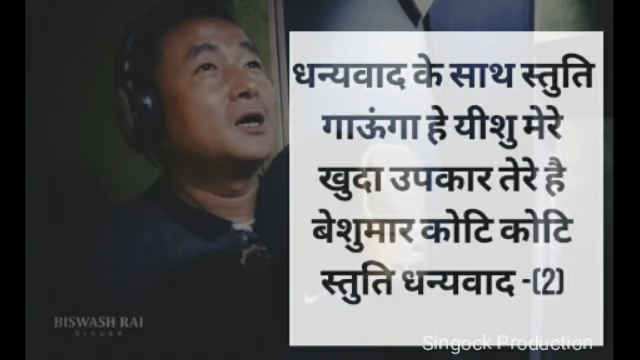 धन्यवाद के साथ स्तुति
गाऊंगा हे यीशु मेरे
खुदा उपकार तेरे है
बेशुमार कोटि कोटि
स्तुति धन्यवाद -(2)
BISWASH RAI
SINGER
Singock Production